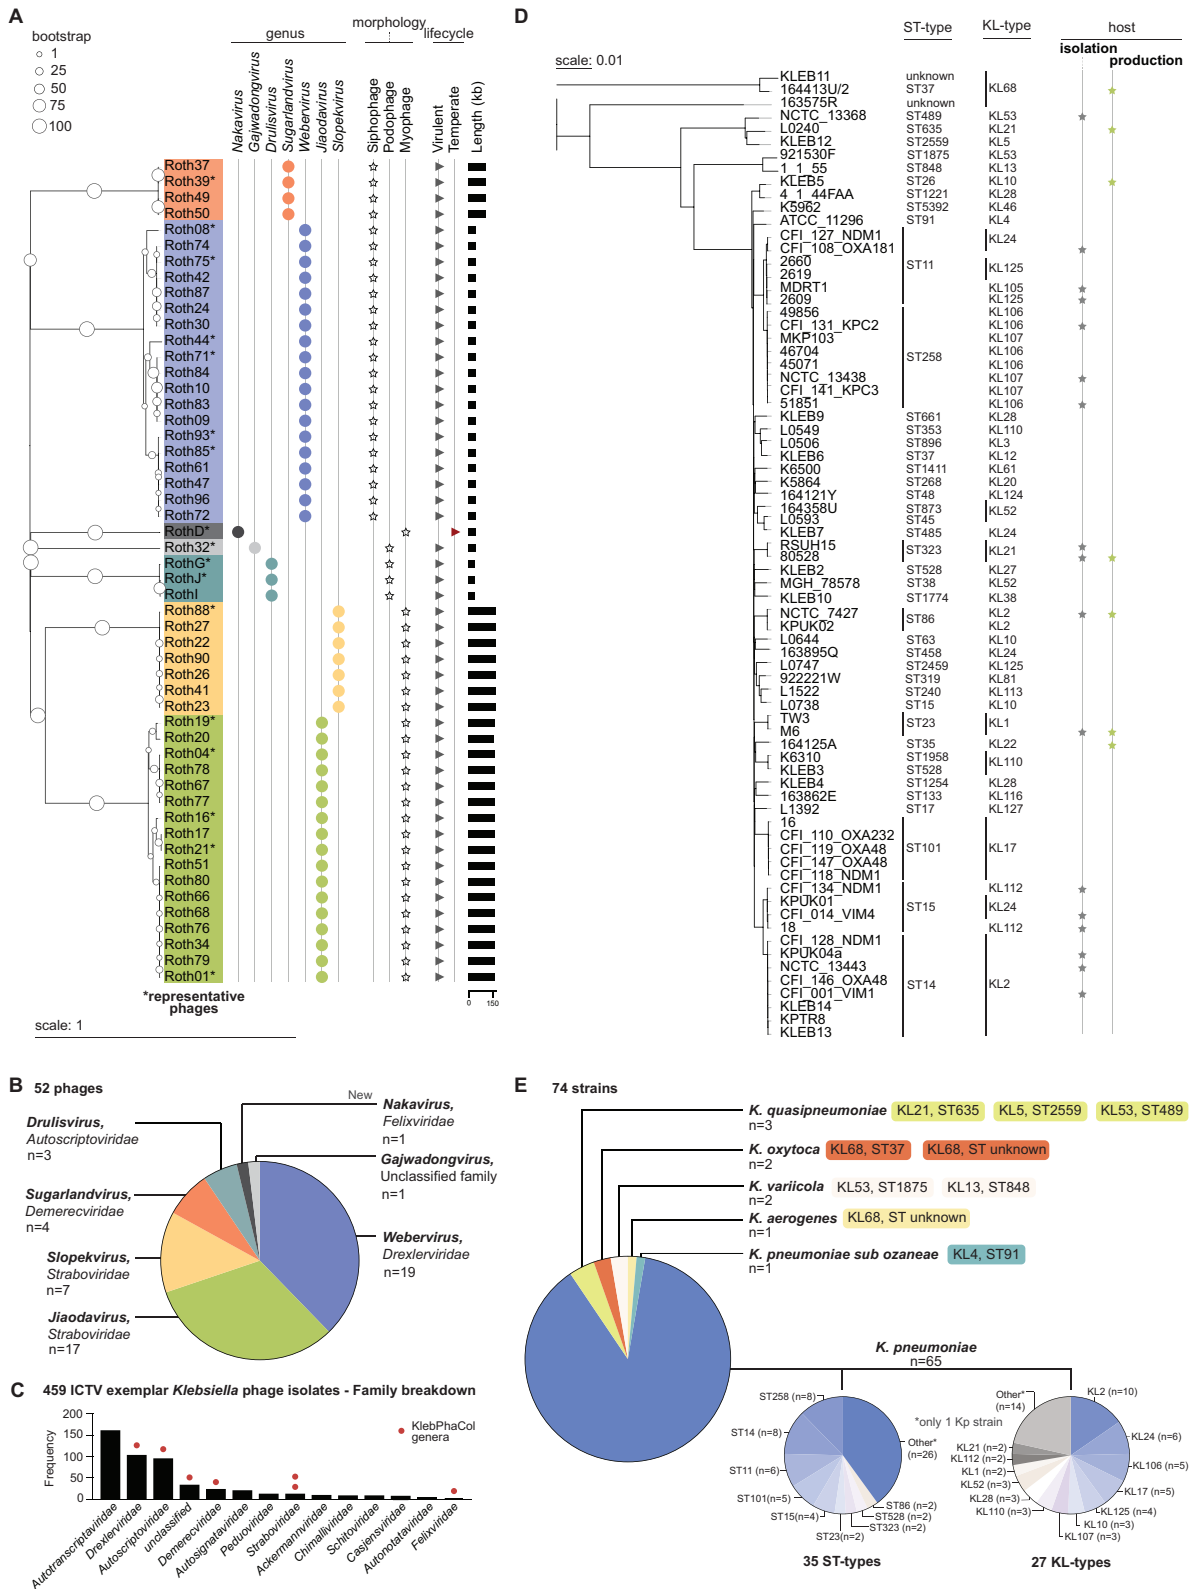 A
bootstrap
1
25
50
75
100
genus
morphology
lifecycle
Nakavirus
Gajwadongvirus
Drulisvirus
Sugarlandvirus
Webervirus
Jiaodavirus
Slopekvirus
Siphophage
Podophage
Myophage
Virulent
Temperate
Length (kb)
Roth37
Roth39*
Roth49
Roth50
Roth08*
Roth74
Roth75*
Roth42
Roth87
Roth24
Roth30
Roth44*
Roth71*
Roth84
Roth10
Roth83
Roth09
Roth93*
Roth85*
Roth61
Roth47
Roth96
Roth72
RothD*
Roth32*
RothG*
RothJ*
RothI
Roth88*
Roth27
Roth22
Roth90
Roth26
Roth41
Roth23
Roth19*
Roth20
Roth04*
Roth78
Roth67
Roth77
Roth16*
Roth17
Roth21*
Roth51
Roth80
Roth66
Roth68
Roth76
Roth34
Roth79
Roth01*
*representative
phages
0 150
scale: 1
D
ST-type
KL-type
host
isolation
production
scale: 0.01
KLEB11 unknown
164413U/2 ST37 KL68
163575R unknown
NCTC_13368 ST489 KL53
L0240 ST635 KL21
KLEB12 ST2559 KL5
921530F ST1875 KL53
1_1_55 ST848 KL13
KLEB5 ST26 KL10
4_1_44FAA ST1221 KL28
K5962 ST5392 KL46
ATCC_11296 ST91 KL4
CFI_127_NDM1 KL24
CFI_108_OXA181
2660 ST11 KL125
2619
MDRT1 KL105
2609 KL125
49856 KL106
CFI_131_KPC2 KL106
MKP103 KL107
46704 ST258 KL106
45071 KL106
NCTC_13438 KL107
CFI_141_KPC3 KL107
51851 KL106
KLEB9 ST661 KL28
L0549 ST353 KL110
L0506 ST896 KL3
KLEB6 ST37 KL12
K6500 ST1411 KL61
K5864 ST268 KL20
164121Y ST48 KL124
164358U ST873 KL52
L0593 ST45
KLEB7 ST485 KL24
RSUH15 ST323 KL21
80528
KLEB2 ST528 KL27
MGH_78578 ST38 KL52
KLEB10 ST1774 KL38
NCTC_7427 ST86 KL2
KPUK02 KL2
L0644 ST63 KL10
163895Q ST458 KL24
L0747 ST2459 KL125
922221W ST319 KL81
L1522 ST240 KL113
L0738 ST15 KL10
TW3 ST23 KL1
M6
164125A ST35 KL22
K6310 ST1958 KL110
KLEB3 ST528
KLEB4 ST1254 KL28
163862E ST133 KL116
L1392 ST17 KL127
16
CFI_110_OXA232
CFI_119_OXA48 ST101 KL17
CFI_147_OXA48
CFI_118_NDM1
CFI_134_NDM1 KL112
KPUK01 ST15 KL24
CFI_014_VIM4
18 KL112
CFI_128_NDM1
KPUK04a
NCTC_13443
CFI_146_OXA48 ST14 KL2
CFI_001_VIM1
KLEB14
KPTR8
KLEB13
B 52 phages
New
Nakavirus,
Felixviridae
n=1
Drulisvirus,
Autoscriptoviridae
n=3
Gajwadongvirus,
Unclassified family
n=1
Sugarlandvirus,
Demerecviridae
n=4
Webervirus,
Drexlerviridae
n=19
Slopekvirus,
Straboviridae
n=7
Jiaodavirus,
Straboviridae
n=17
C 459 ICTV exemplar Klebsiella phage isolates - Family breakdown
Frequency
200
150
100
50
0
KlebPhaCol
genera
Autotranscriptaviridae
Drexlerviridae
Autoscriptoviridae
unclassified
Demerecviridae
Autosignataviridae
Peduoviridae
Straboviridae
Ackermannviridae
Chimalliviridae
Schitoviridae
Casjensviridae
Autonotataviridae
Felixviridae
E 74 strains
K. quasipneumoniae KL21, ST635 KL5, ST2559 KL53, ST489
n=3
K. oxytoca KL68, ST37 KL68, ST unknown
n=2
K. variicola KL53, ST1875 KL13, ST848
n=2
K. aerogenes KL68, ST unknown
n=1
K. pneumoniae sub ozaneae KL4, ST91
n=1
K. pneumoniae
n=65
ST258 (n=8)
ST14 (n=8)
ST11 (n=6)
ST101(n=5)
ST15(n=4)
ST23(n=2)
ST323 (n=2)
ST528 (n=2)
ST86 (n=2)
Other*
(n=26)
*only 1 Kp strain
35 ST-types
Other*
(n=14)
KL21 (n=2)
KL112 (n=2)
KL1 (n=2)
KL52 (n=3)
KL28 (n=3)
KL110 (n=3)
KL107 (n=3)
KL10 (n=3)
KL125 (n=4)
KL17 (n=5)
KL106 (n=5)
KL24 (n=6)
KL2 (n=10)
27 KL-types